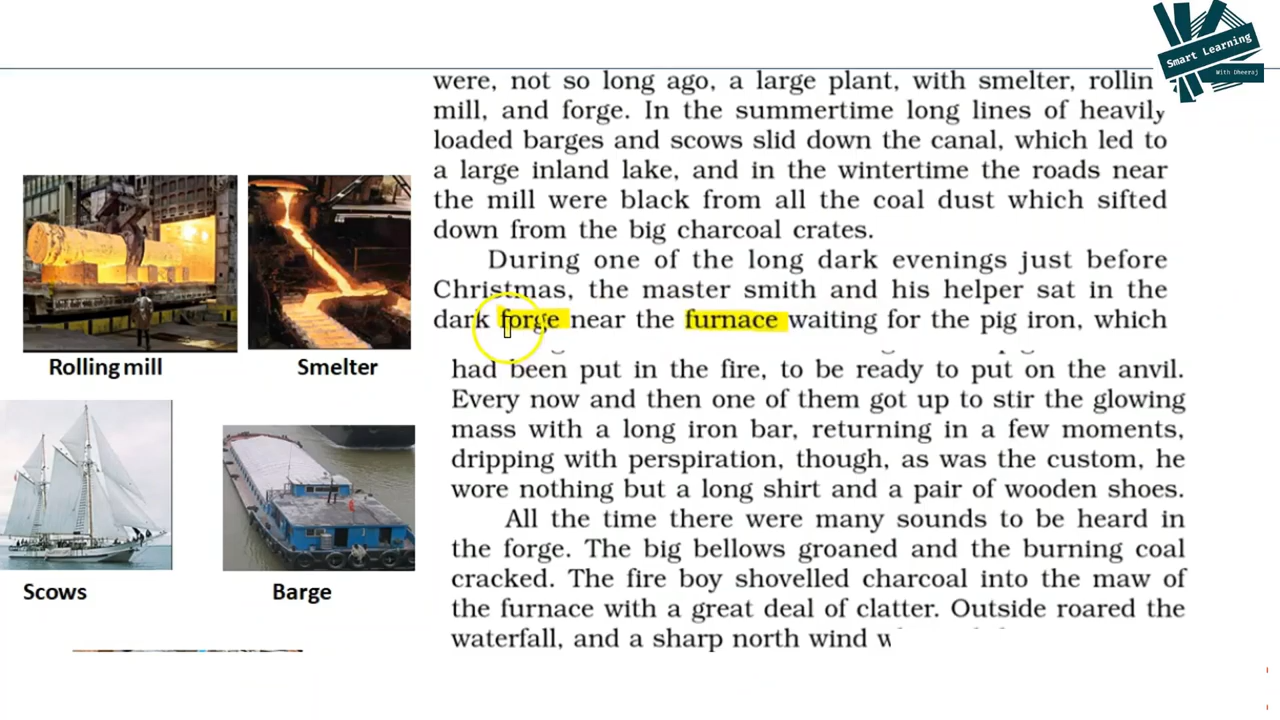 Smart Learning
With Dheeraj
were, not so long ago, a large plant, with smelter, rollin
mill, and forge. In the summertime long lines of heavily
loaded barges and scows slid down the canal, which led to
a large inland lake, and in the wintertime the roads near
the mill were black from all the coal dust which sifted
down from the big charcoal crates.
During one of the long dark evenings just before
Christmas, the master smith and his helper sat in the
dark forge near the furnace waiting for the pig iron, which
had been put in the fire, to be ready to put on the anvil.
Every now and then one of them got up to stir the glowing
mass with a long iron bar, returning in a few moments,
dripping with perspiration, though, as was the custom, he
wore nothing but a long shirt and a pair of wooden shoes.
All the time there were many sounds to be heard in
the forge. The big bellows groaned and the burning coal
cracked. The fire boy shovelled charcoal into the maw of
the furnace with a great deal of clatter. Outside roared the
waterfall, and a sharp north wind
Rolling mill
Smelter
Scows
Barge